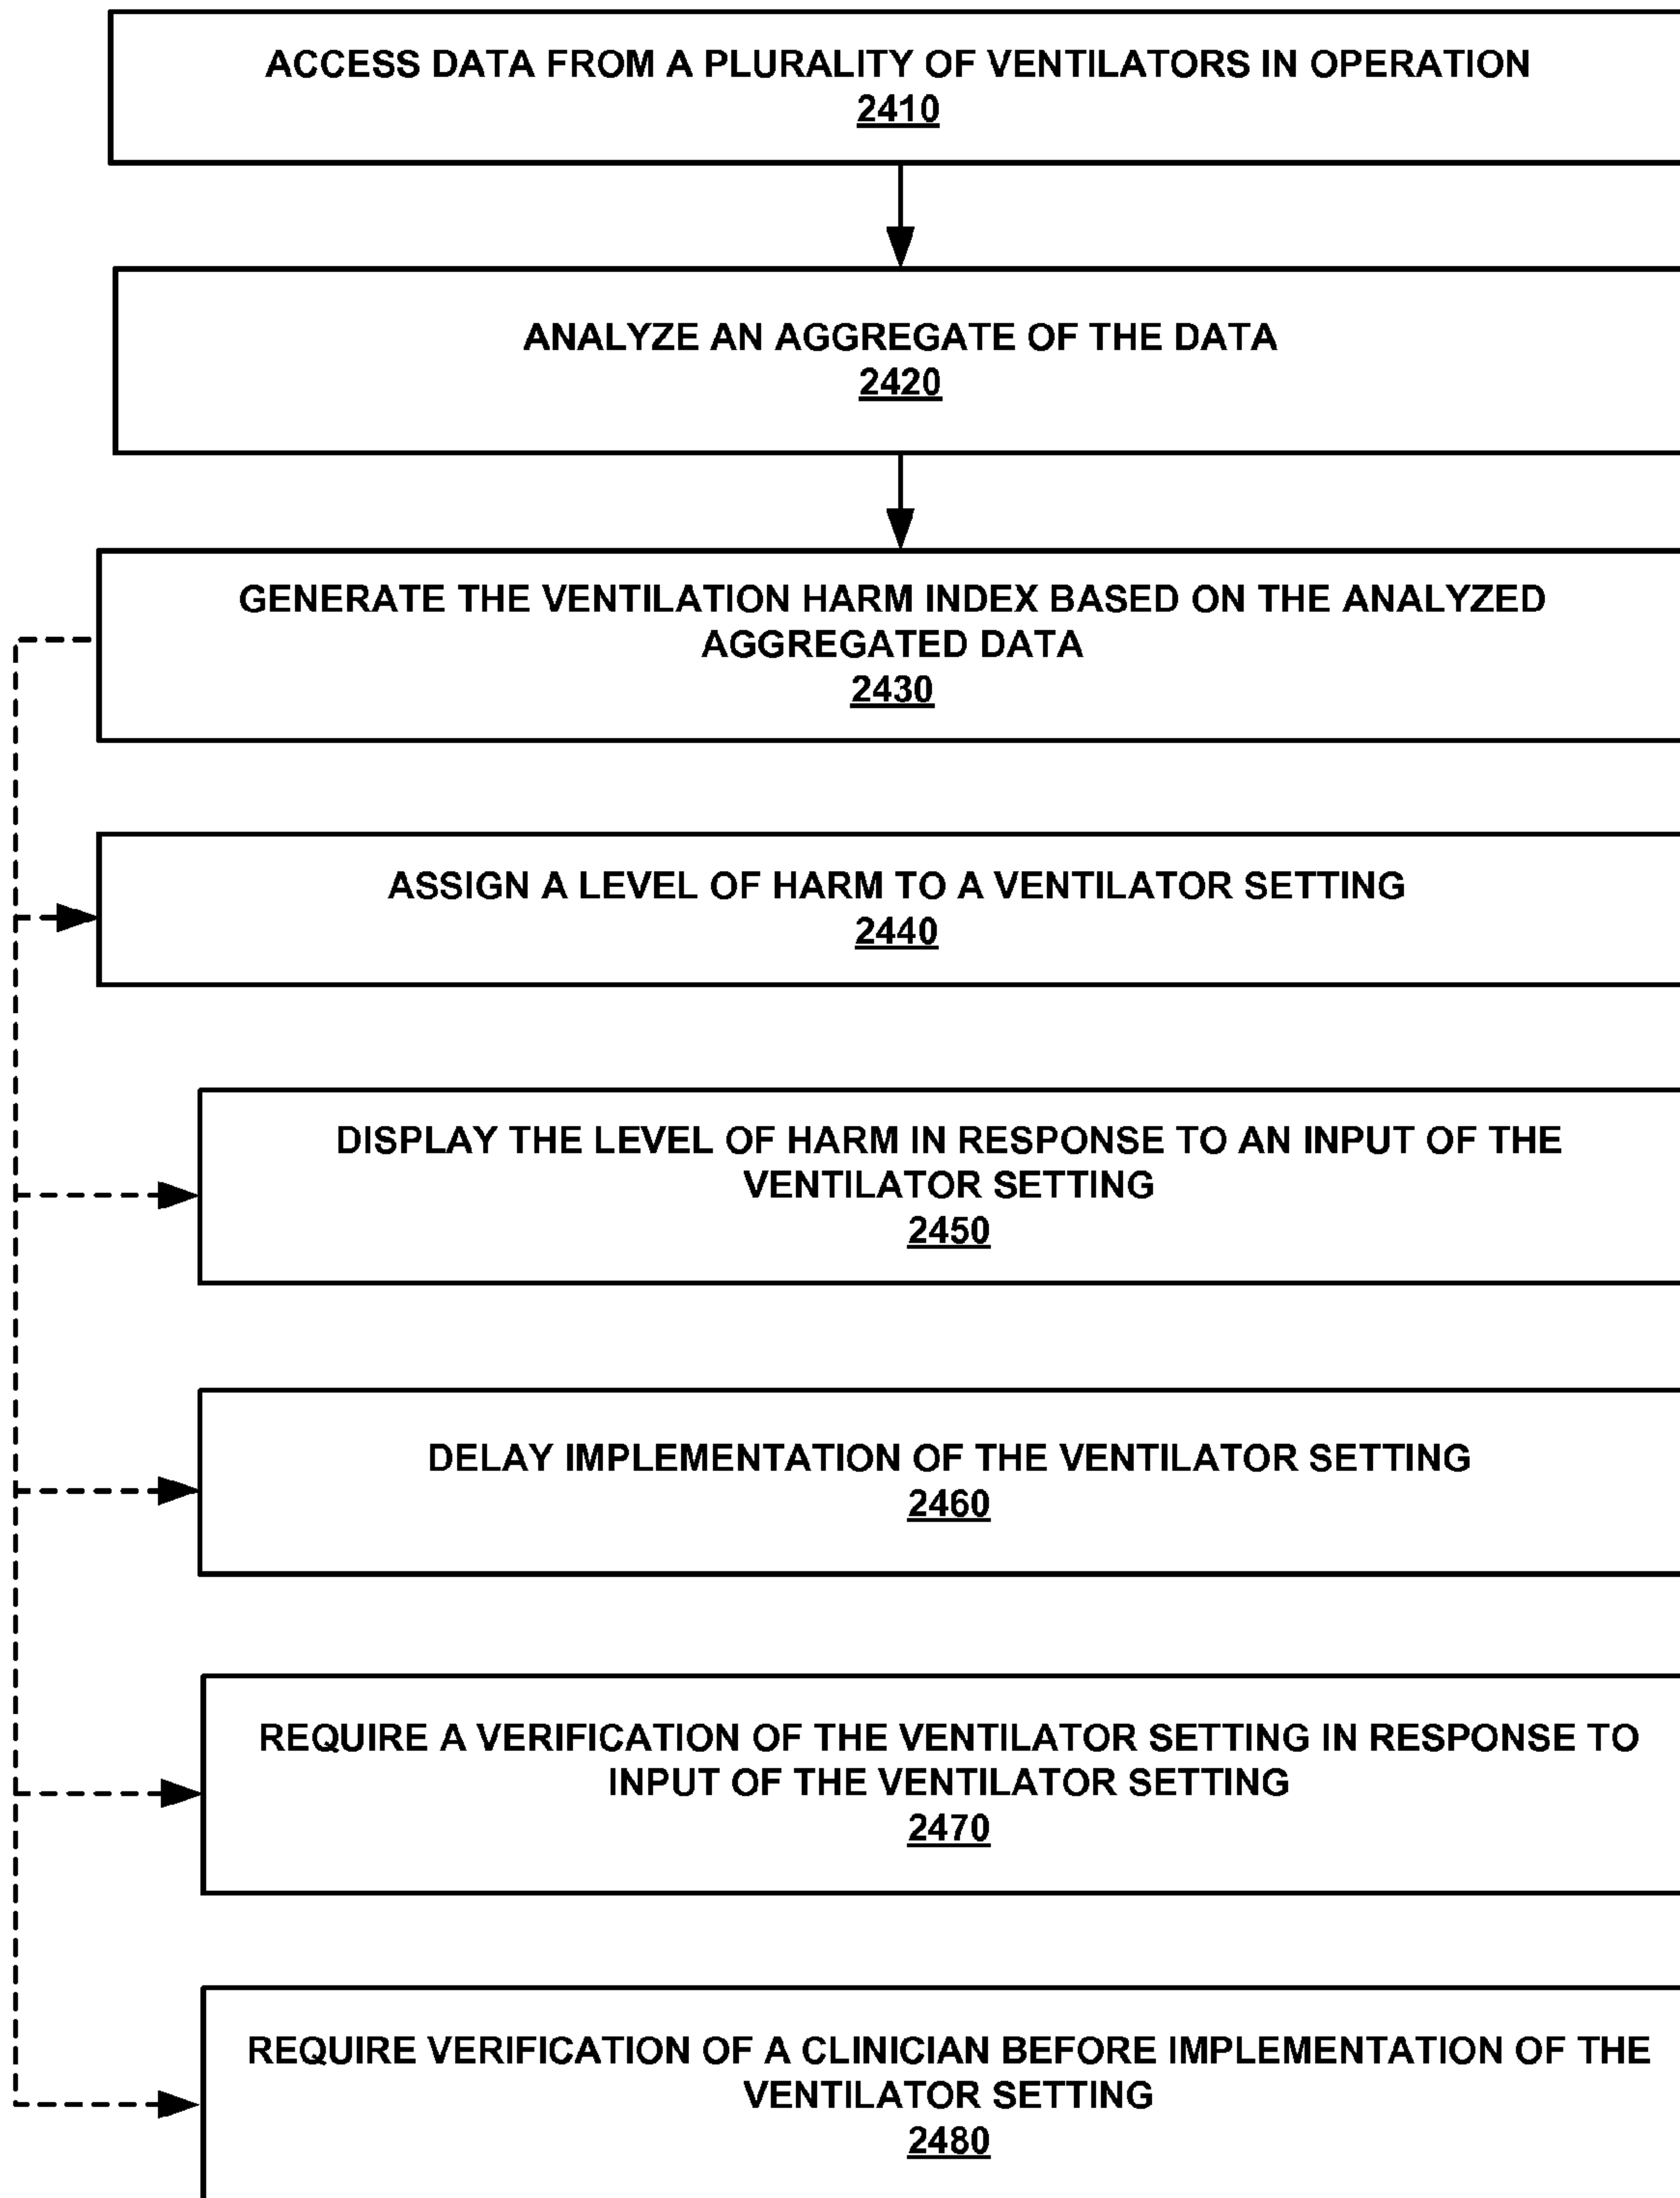 ACCESS DATA FROM A PLURALITY OF VENTILATORS IN OPERATION
2410
ANALYZE AN AGGREGATE OF THE DATA
2420
GENERATE THE VENTILATION HARM INDEX BASED ON THE ANALYZED
AGGREGATED DATA
2430
ASSIGN A LEVEL OF HARM TO A VENTILATOR SETTING
2440
DISPLAY THE LEVEL OF HARM IN RESPONSE TO AN INPUT OF THE
VENTILATOR SETTING
2450
DELAY IMPLEMENTATION OF THE VENTILATOR SETTING
2460
REQUIRE A VERIFICATION OF THE VENTILATOR SETTING IN RESPONSE TO
INPUT OF THE VENTILATOR SETTING
2470
REQUIRE VERIFICATION OF A CLINICIAN BEFORE IMPLEMENTATION OF THE
VENTILATOR SETTING
2480